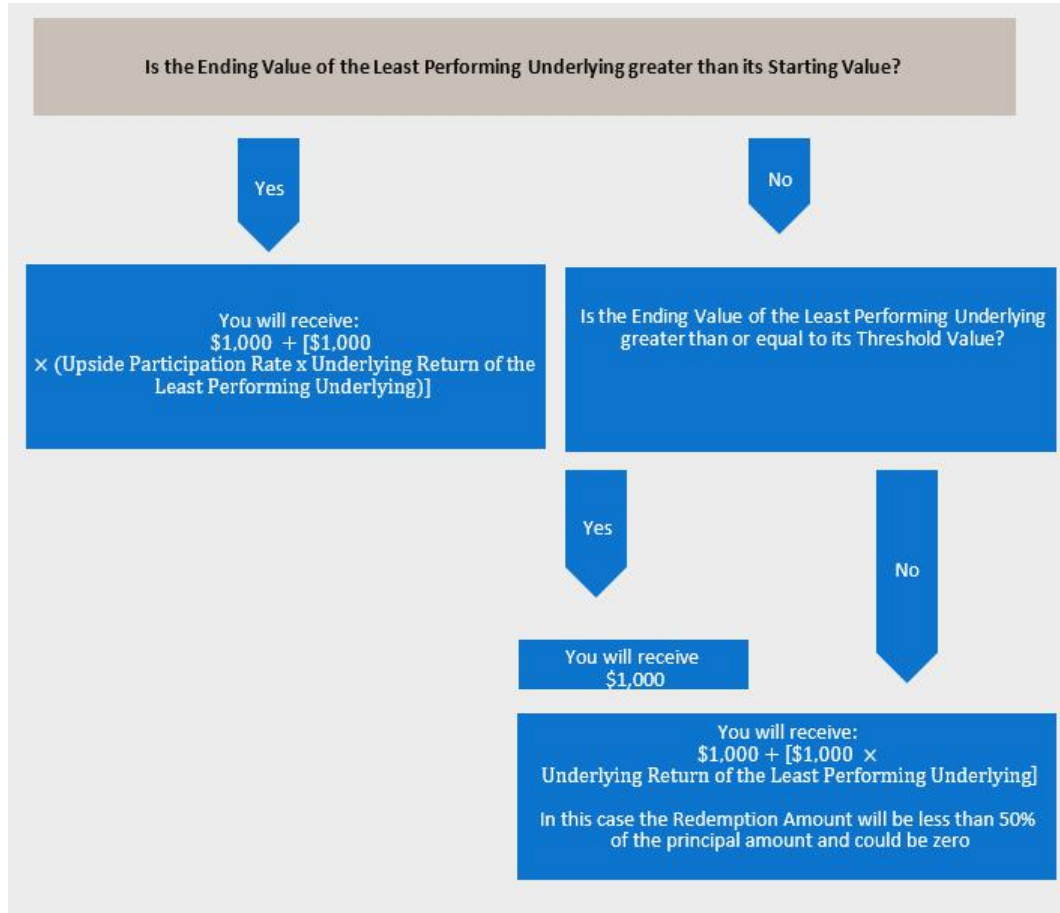 Is the Ending Value of the Least Performing Underlying greater than its Starting Value?
Yes
No
You will receive:
$1,000 + [$1,000
× (Upside Participation Rate x Underlying Return of the
Least Performing Underlying)]
Is the Ending Value of the Least Performing Underlying
greater than or equal to its Threshold Value?
Yes
No
You will receive
$1,000
You will receive:
$1,000 + [$1,000 ×
Underlying Return of the Least Performing Underlying]
In this case the Redemption Amount will be less than 50%
of the principal amount and could be zero